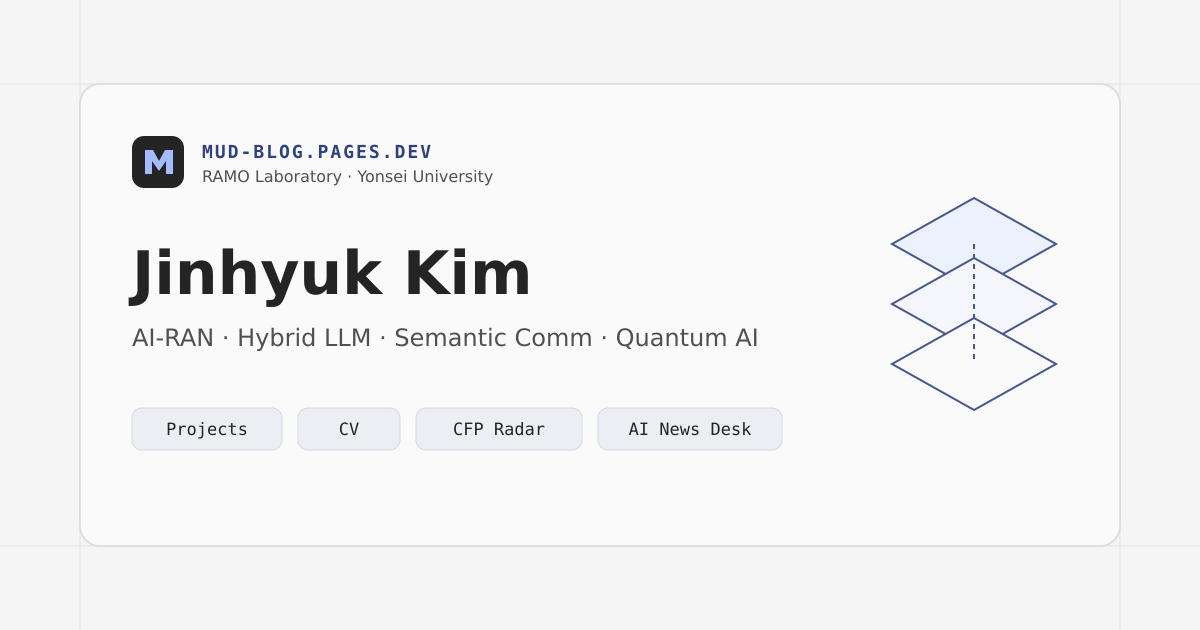 M
MUD-BLOG.PAGES.DEV
RAMO Laboratory · Yonsei University
Jinhyuk Kim
AI-RAN · Hybrid LLM · Semantic Comm · Quantum AI
Projects CV CFP Radar AI News Desk